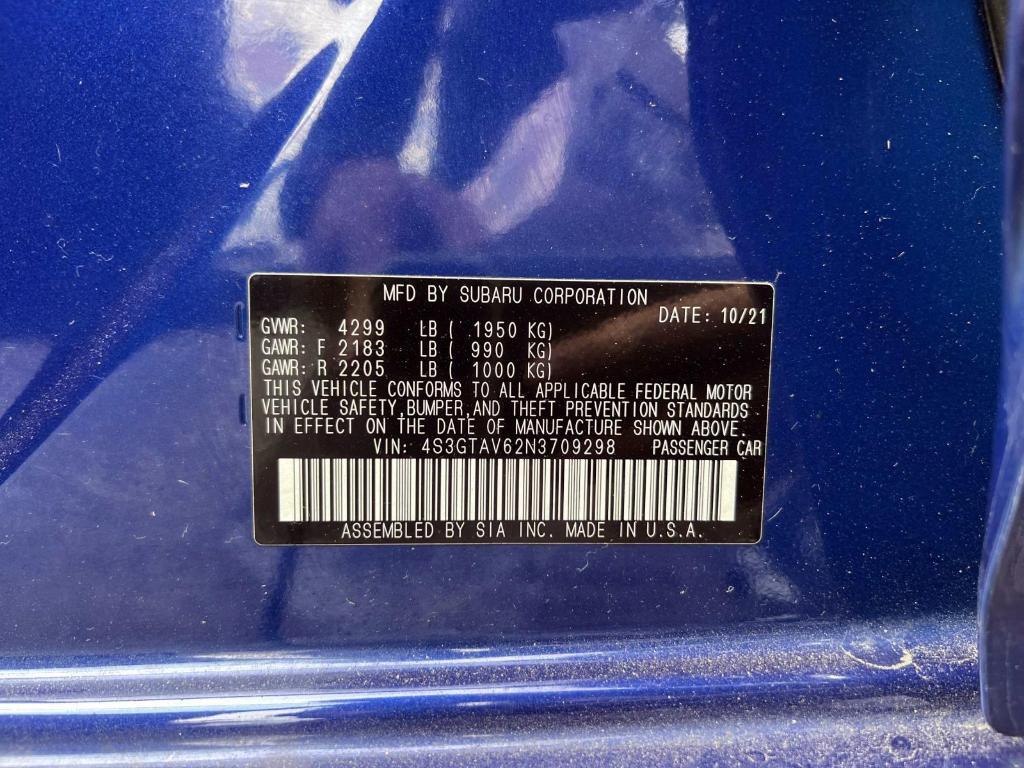 MFD BY SUBARU CORPORATION
DATE: 10/21
GVWR: 4299 LB ( 1950 KG)
GAWR: F 2183 LB ( 990 KG)
GAWR: R 2205 LB ( 1000 KG)
THIS VEHICLE CONFORMS TO ALL APPLICABLE FEDERAL MOTOR
VEHICLE SAFETY,BUMPER,AND THEFT PREVENTION STANDARDS
IN EFFECT ON THE DATE OF MANUFACTURE SHOWN ABOVE.
VIN: 4S3GTAV62N3709298 PASSENGER CAR
ASSEMBLED BY SIA INC. MADE IN U.S.A.